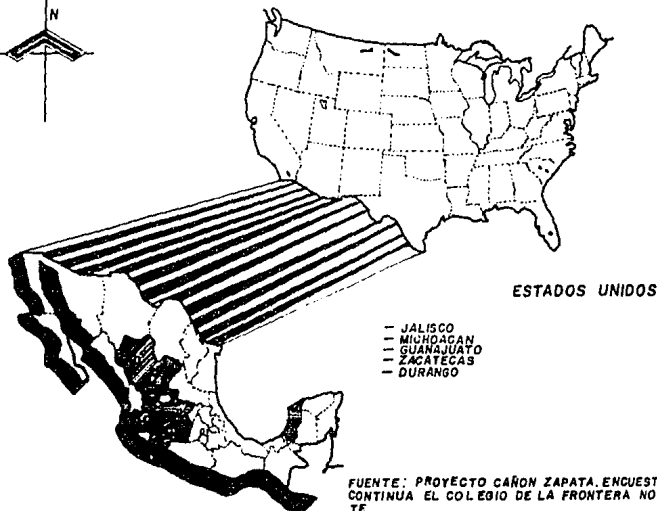 N
ESTADOS UNIDOS
— JALISCO
— MICHOACAN
— GUANAJUATO
— ZACATECAS
— DURANGO
FUENTE: PROYECTO CAÑON ZAPATA. ENCUEST
CONTINUA EL COLEGIO DE LA FRONTERA NO
TE